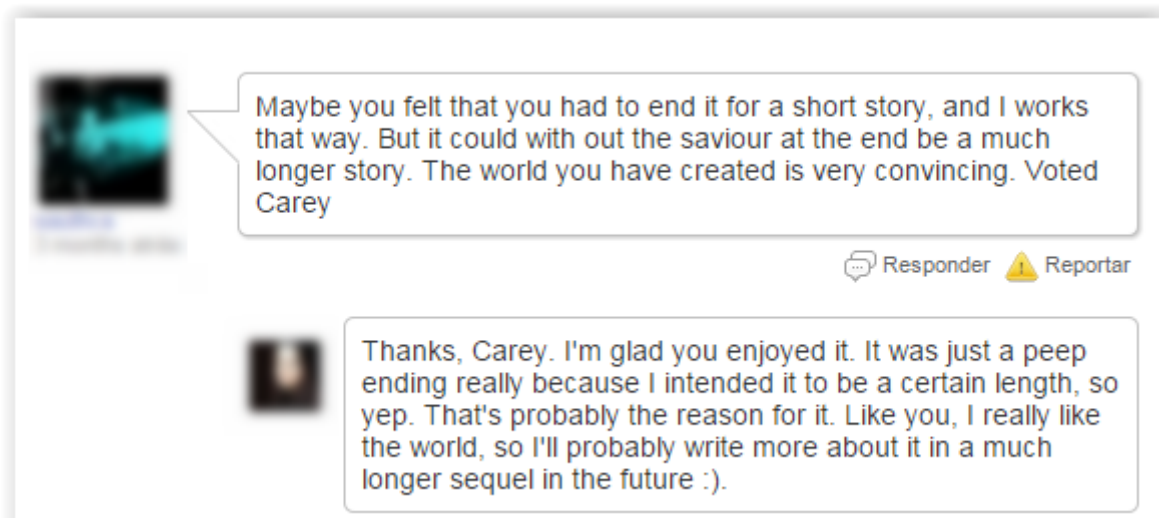 Maybe you felt that you had to end it for a short story, and I works
that way. But it could with out the saviour at the end be a much
longer story. The world you have created is very convincing. Voted
Carey
Responder Reportar
Thanks, Carey. I'm glad you enjoyed it. It was just a peep
ending really because I intended it to be a certain length, so
yep. That's probably the reason for it. Like you, I really like
the world, so I'll probably write more about it in a much
longer sequel in the future :).